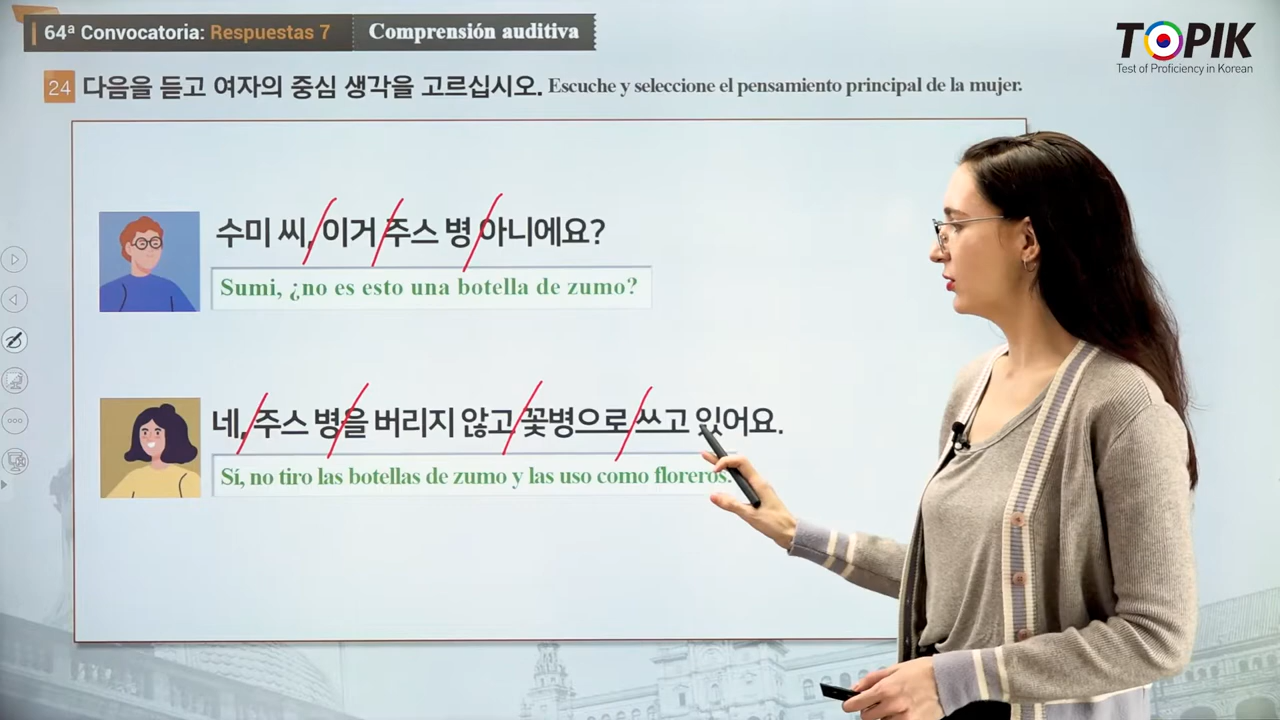 64ª Convocatoria: Respuestas 7 Comprensión auditiva
TOPIK
Test of Proficiency in Korean
24 다음을 듣고 여자의 중심 생각을 고르십시오. Escuche y seleccione el pensamiento principal de la mujer.
수미 씨, 이거 주스 병 아니에요?
Sumi, ¿no es esto una botella de zumo?
네, 주스 병을 버리지 않고 꽃병으로 쓰고 있어요.
Sí, no tiro las botellas de zumo y las uso como floreros.